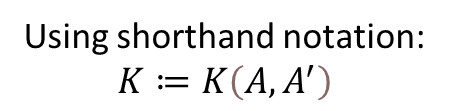 Using shorthand notation:
K ≔ K(A, A′)